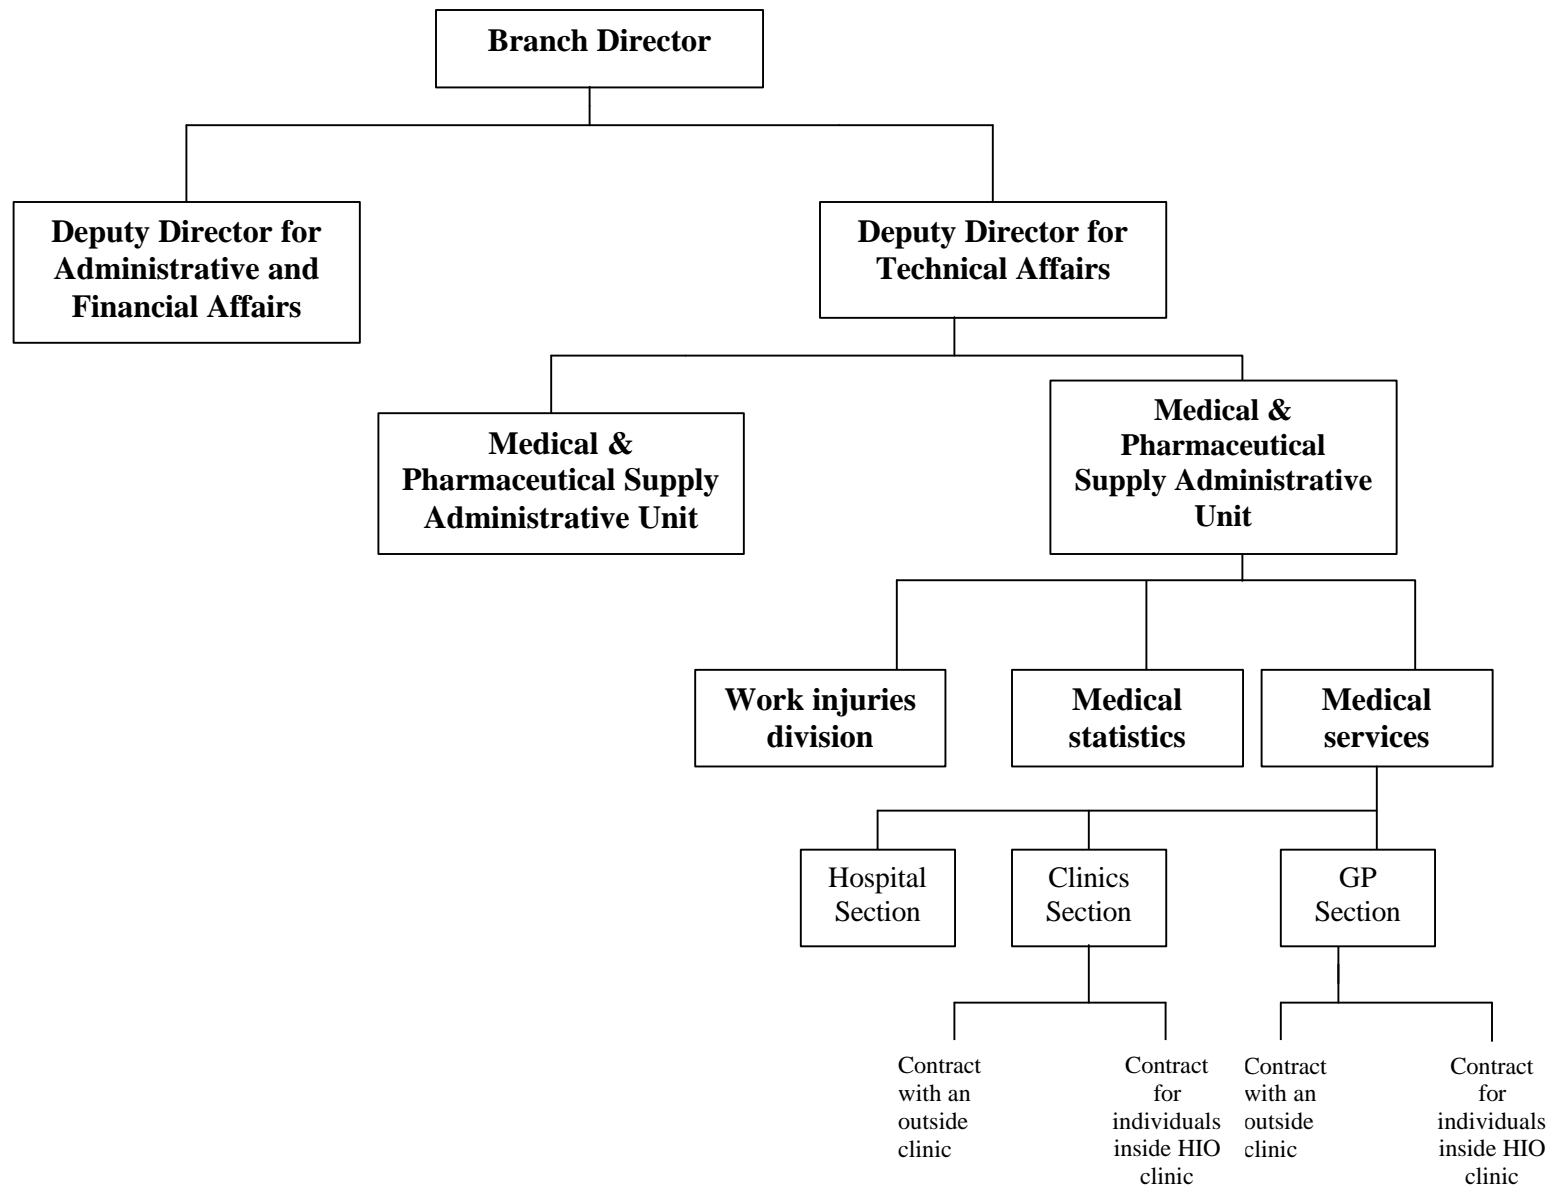 Branch Director
Deputy Director for
Administrative and
Financial Affairs
Deputy Director for
Technical Affairs
Medical &
Pharmaceutical Supply
Administrative Unit
Medical &
Pharmaceutical
Supply Administrative
Unit
Work injuries
division
Medical
statistics
Medical
services
Hospital
Section
Clinics
Section
GP
Section
Contract
with an
outside
clinic
Contract
for
individuals
inside HIO
clinic
Contract
with an
outside
clinic
Contract
for
individuals
inside HIO
clinic